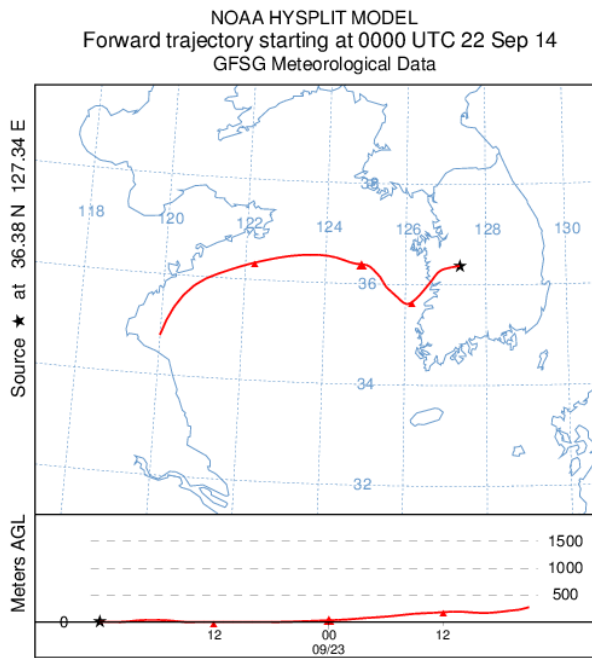 NOAA HYSPLIT MODEL
Forward trajectory starting at 0000 UTC 22 Sep 14
GFSG Meteorological Data
Source ★ at 36.38 N 127.34 E
38
118 120 122 124 126 128 130
36
34
32
Meters AGL
1500
1000
500
0
12 00 12
09/23